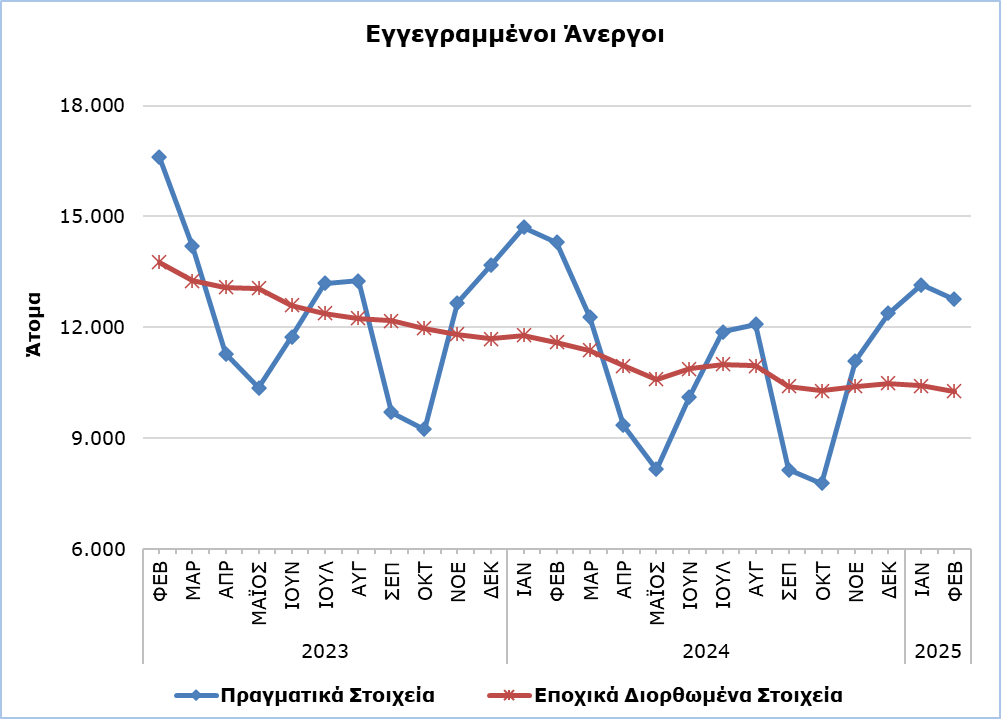 Εγγεγραμμένοι Άνεργοι
18.000
15.000
12.000
9.000
6.000
Άτομα
ΦΕΒ ΜΑΡ ΑΠΡ ΜΑΪΟΣ ΙΟΥΝ ΙΟΥΛ ΑΥΓ ΣΕΠ ΟΚΤ ΝΟΕ ΔΕΚ ΙΑΝ ΦΕΒ ΜΑΡ ΑΠΡ ΜΑΪΟΣ ΙΟΥΝ ΙΟΥΛ ΑΥΓ ΣΕΠ ΟΚΤ ΝΟΕ ΔΕΚ ΙΑΝ ΦΕΒ
2023 2024 2025
Πραγματικά Στοιχεία Εποχικά Διορθωμένα Στοιχεία